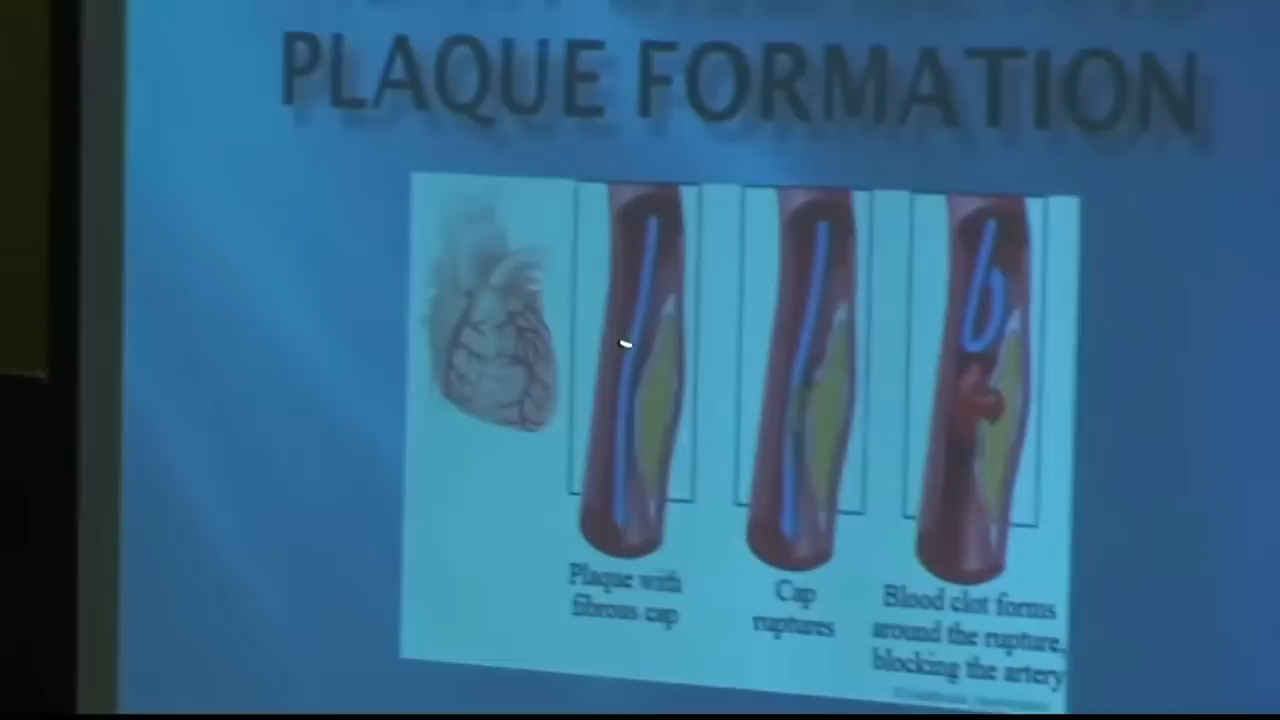 PLAQUE FORMATION
Plaque with
fibrous cap
Cap
ruptures
Blood clot forms
around the rupture,
blocking the artery